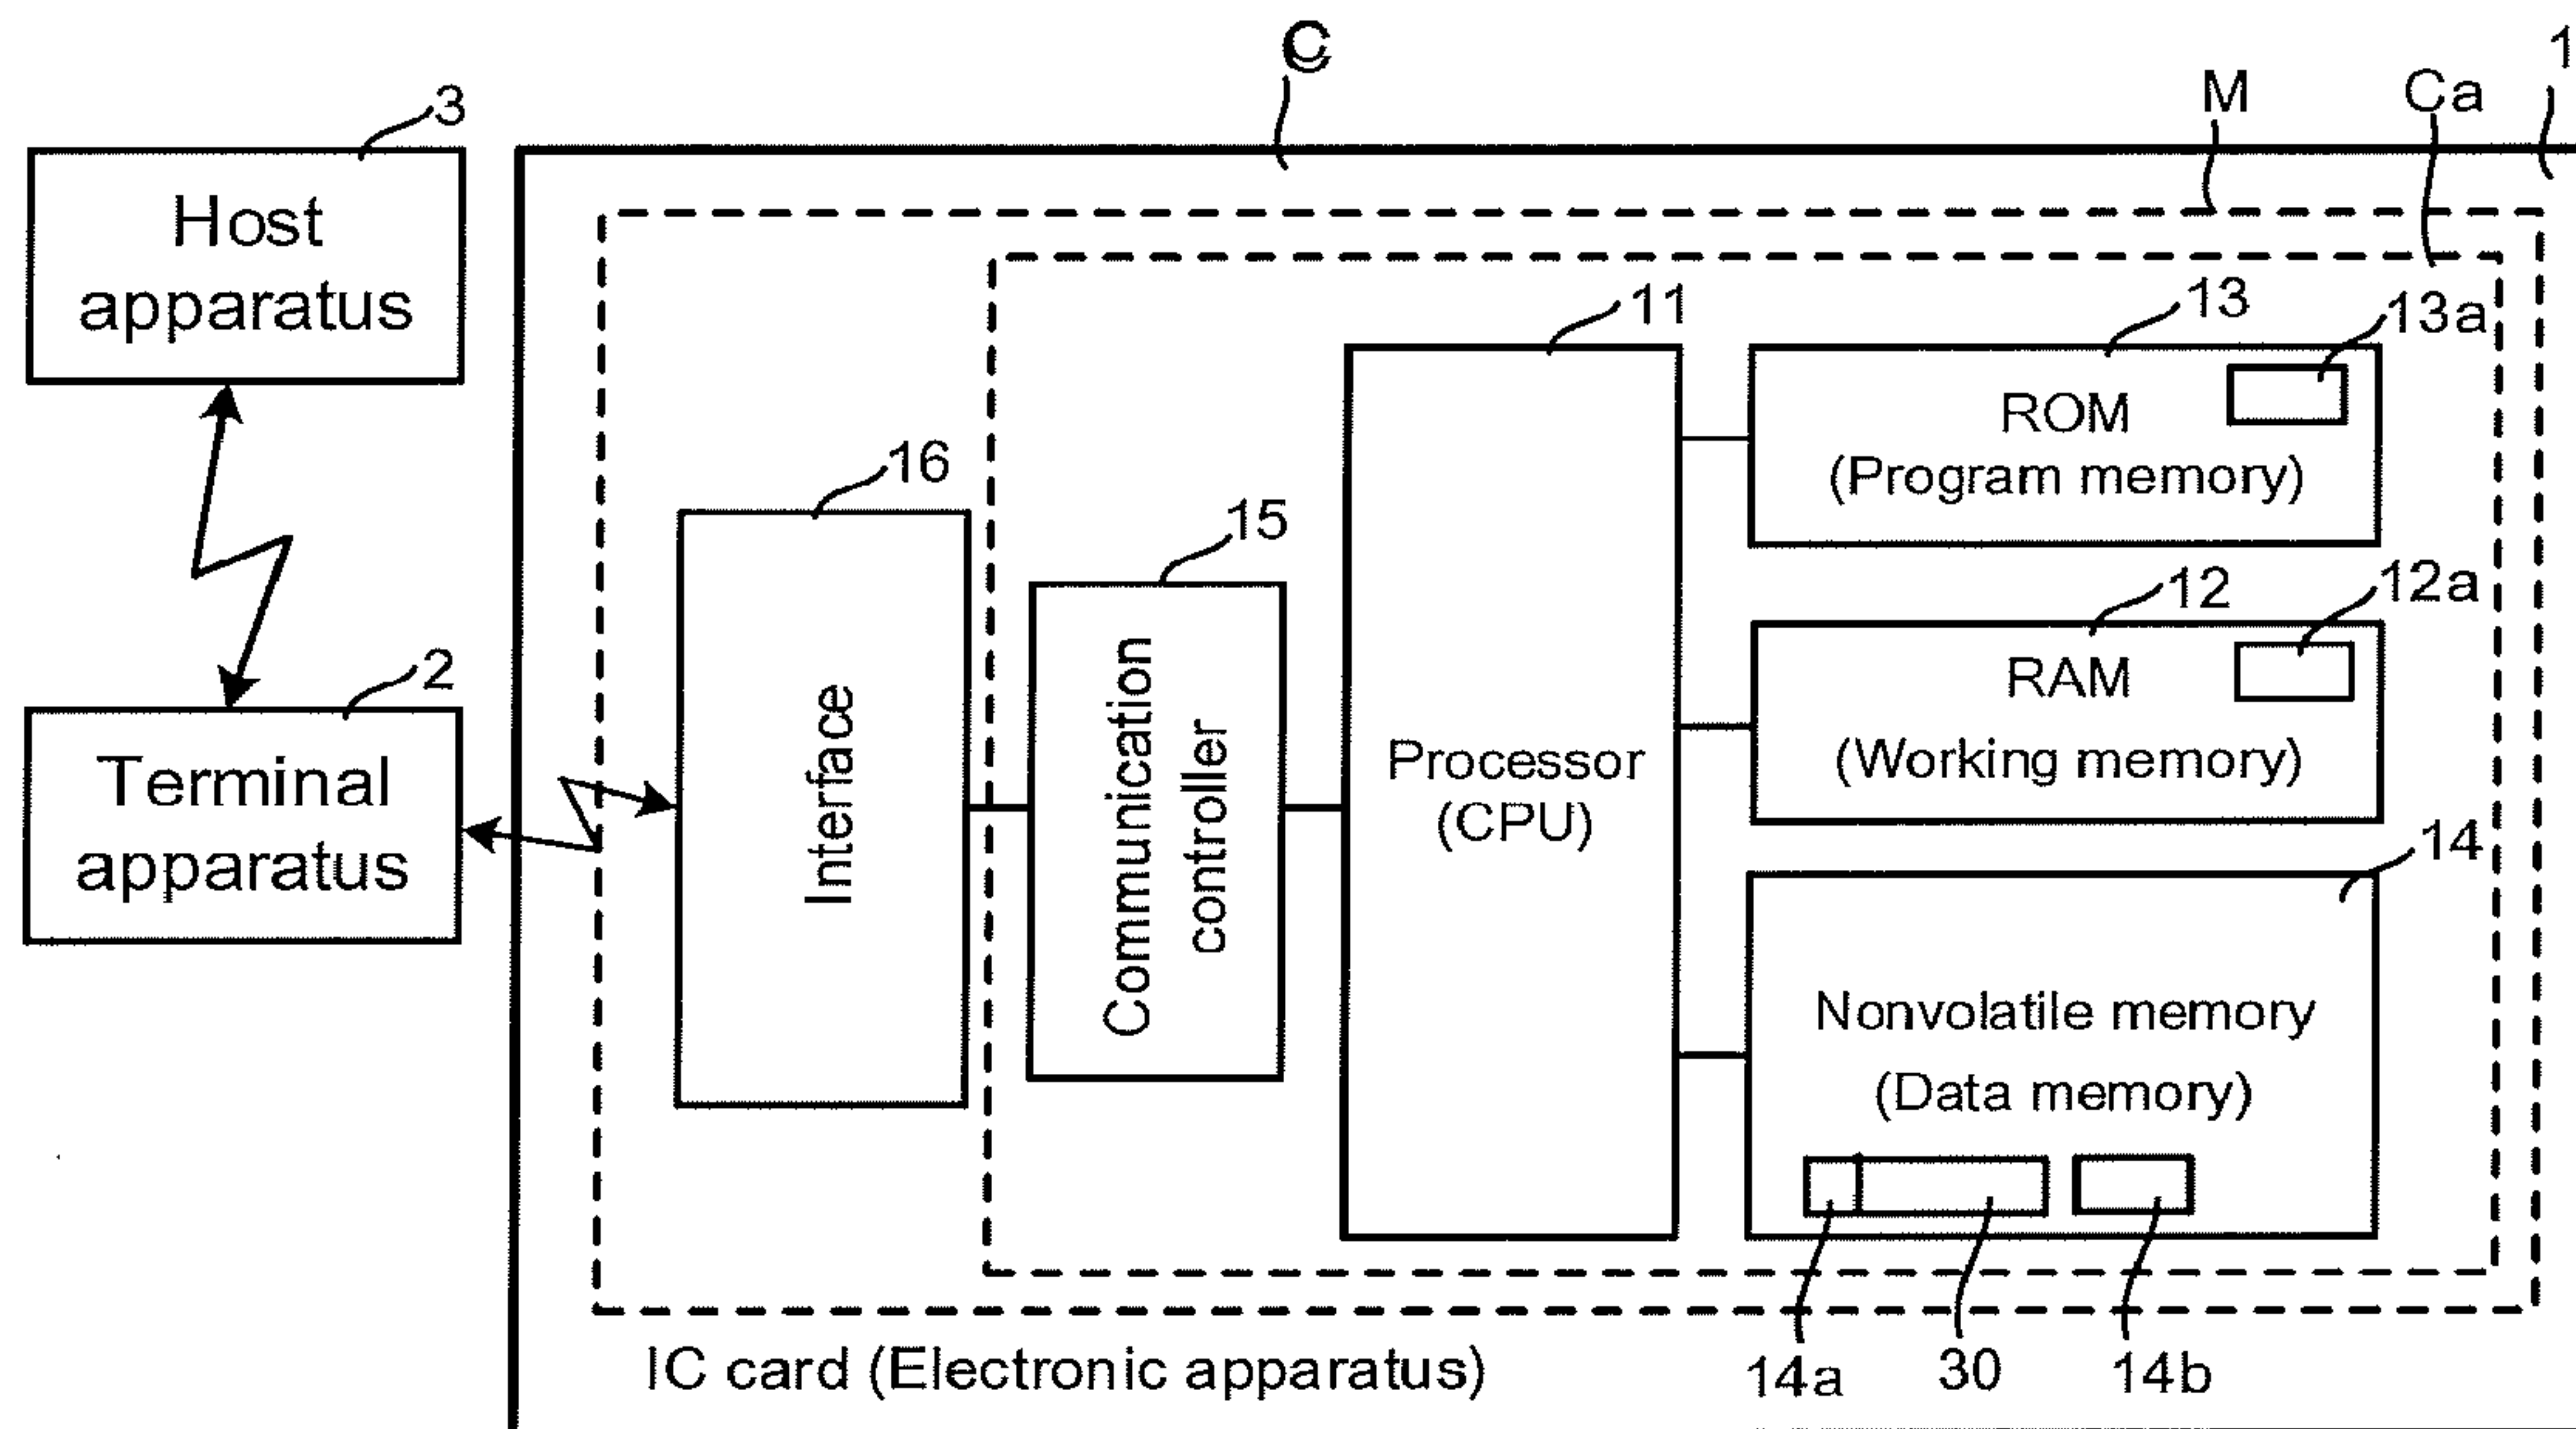 C
1
M
Ca
3
Host
apparatus
11
13
13a
ROM
(Program memory)
16
15
12
12a
RAM
(Working memory)
2
Terminal
apparatus
Interface
Communication
controller
Processor
(CPU)
14
Nonvolatile memory
(Data memory)
14a
30
14b
IC card (Electronic apparatus)